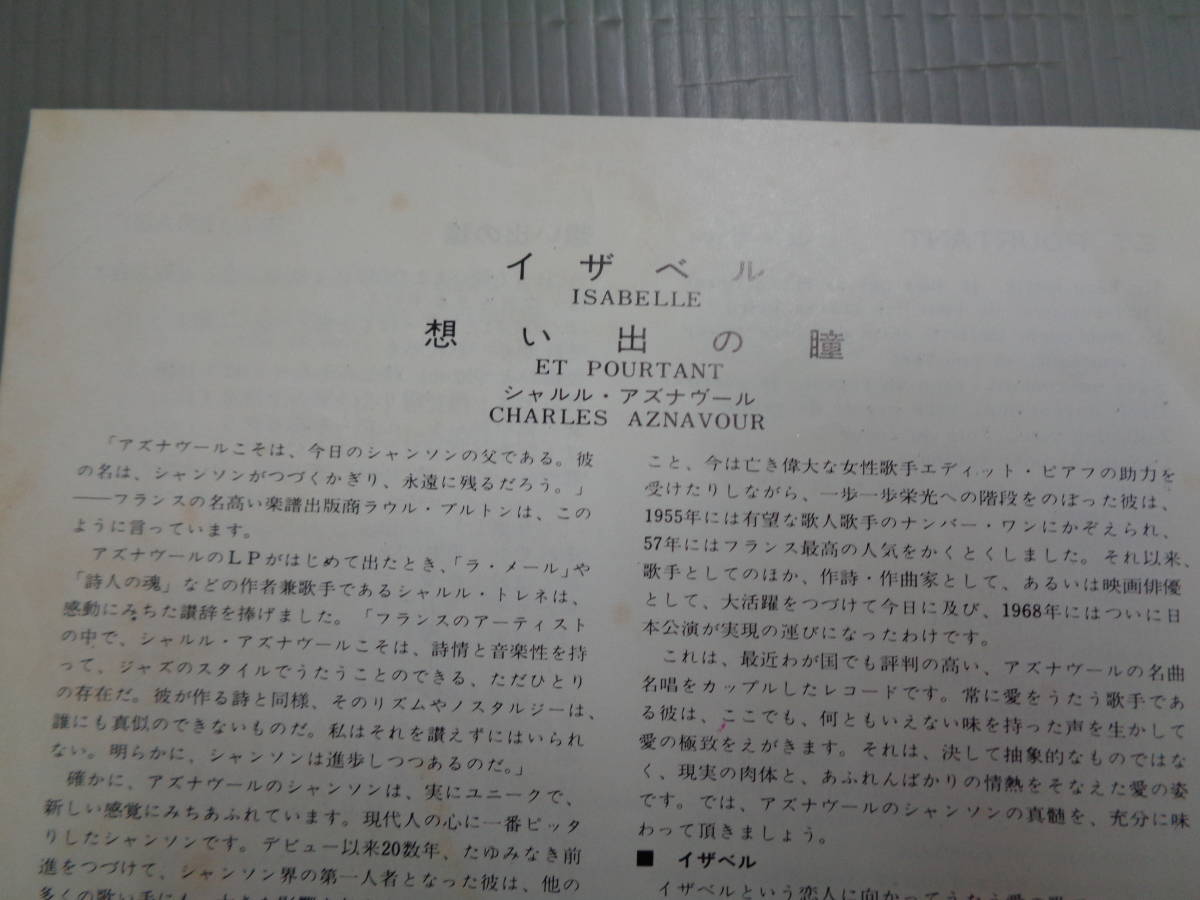 イザベル
ISABELLE
想い出の瞳
ET POURTANT
シャルル・アズナヴール
CHARLES AZNAVOUR
「アズナヴールこそは、今日のシャンソンの父である。彼
の名は、シャンソンがつづくかぎり、永遠に残るだろう。」
――フランスの名高い楽譜出版商ラウル・ブルトンは、この
ように言っています。
アズナヴールのＬＰがはじめて出たとき、「ラ・メール」や
「詩人の魂」などの作者兼歌手であるシャルル・トレネは、
感動にみちた讃辞を捧げました。「フランスのアーティスト
の中で、シャルル・アズナヴールこそは、詩情と音楽性を持
って、ジャズのスタイルでうたうことのできる、ただひとり
の存在だ。彼が作る詩と同様、そのリズムやノスタルジーは、
誰にも真似のできないものだ。私はそれを讃えずにはいられ
ない。明らかに、シャンソンは進歩しつつあるのだ。」
確かに、アズナヴールのシャンソンは、実にユニークで、
新しい感覚にみちあふれています。現代人の心に一番ピッタ
りしたシャンソンです。デビュー以来20数年、たゆみなき前
進をつづけて、シャンソン界の第一人者となった彼は、他の
多くの歌い手にも、大きな影響
こと、今は亡き偉大な女性歌手エディット・ピアフの助力を
受けたりしながら、一歩一歩栄光への階段をのぼった彼は、
1955年には有望な歌人歌手のナンバー・ワンにかぞえられ、
57年にはフランス最高の人気をかくとくしました。それ以来、
歌手としてのほか、作詩・作曲家として、あるいは映画俳優
として、大活躍をつづけて今日に及び、1968年にはついに日
本公演が実現の運びになったわけです。
これは、最近わが国でも評判の高い、アズナヴールの名曲
名唱をカップルしたレコードです。常に愛をうたう歌手であ
る彼は、ここでも、何ともいえない味を持った声を生かして
愛の極致をえがきます。それは、決して抽象的なものではな
く、現実の肉体と、あふれんばかりの情熱をそなえた愛の姿
です。では、アズナヴールのシャンソンの真髄を、充分に味
わって頂きましょう。
■ イザベル
イザベルという恋人に向かってうたう愛の